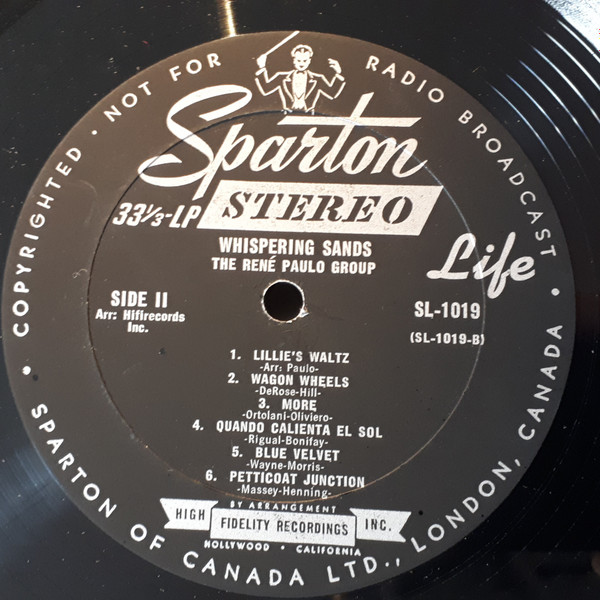 COPYRIGHTED • NOT FOR RADIO BROADCAST •
Sparton
33⅓-LP STEREO
WHISPERING SANDS
THE RENÉ PAULO GROUP
Life
SIDE II
Arr: Hifirecords
Inc.
SL-1019
(SL-1019-B)
1. LILLIE'S WALTZ
-Arr: Paulo-
2. WAGON WHEELS
-DeRose-Hill-
3. MORE
-Ortolani-Oliviero-
4. QUANDO CALIENTA EL SOL
-Rigual-Bonifay-
5. BLUE VELVET
-Wayne-Morris-
6. PETTICOAT JUNCTION
-Massey-Henning-
BY ARRANGEMENT
HIGH FIDELITY RECORDINGS INC.
HOLLYWOOD • CALIFORNIA
• SPARTON OF CANADA LTD., LONDON, CANADA